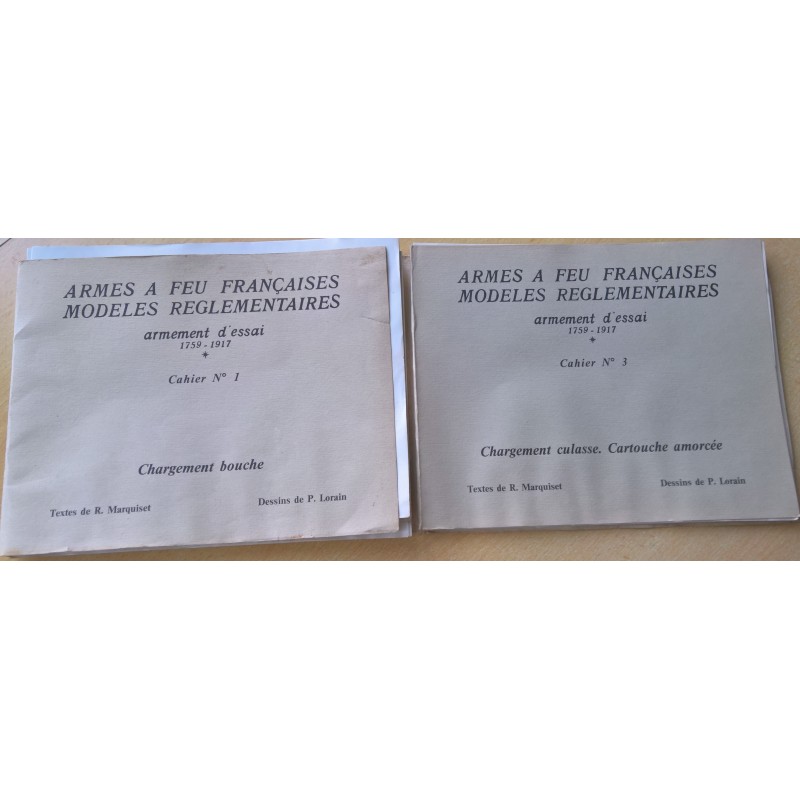 ARMES A FEU FRANÇAISES
MODELES REGLEMENTAIRES
armement d'essai
1759-1917
Cahier N° 1
Chargement bouche
Textes de R. Marquiset
Dessins de P. Lorain
ARMES A FEU FRANÇAISES
MODELES REGLEMENTAIRES
armement d'essai
1759-1917
Cahier N° 3
Chargement culasse. Cartouche amorcée
Textes de R. Marquiset
Dessins de P. Lorain